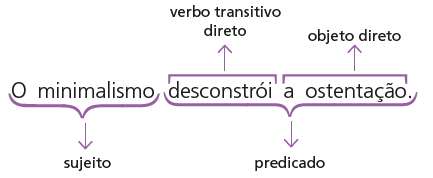 verbo transitivo
direto
objeto direto
O minimalismo desconstrói a ostentação.
sujeito
predicado